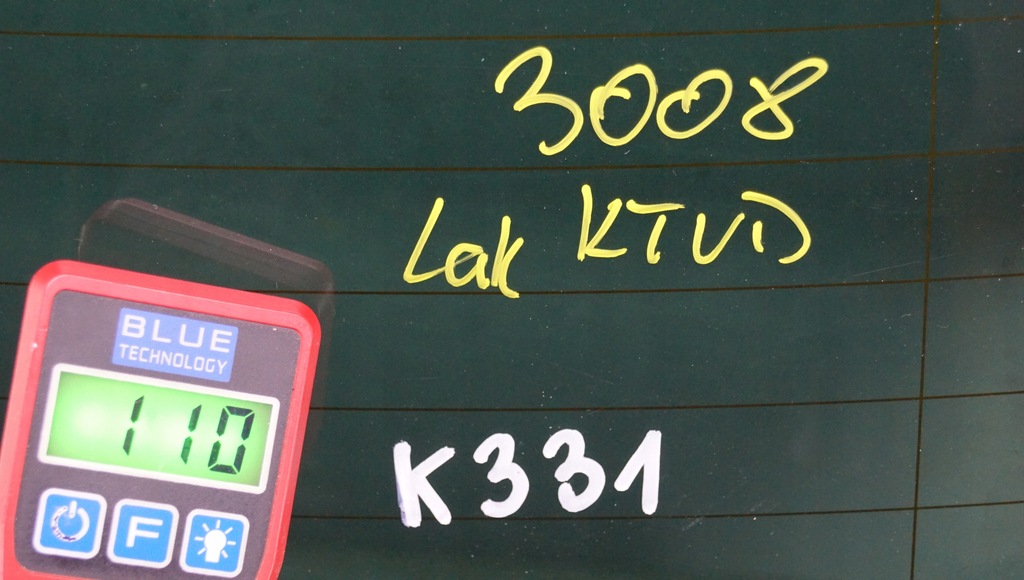 3008
Lak KTVD
BLUE
TECHNOLOGY
110
K331
F